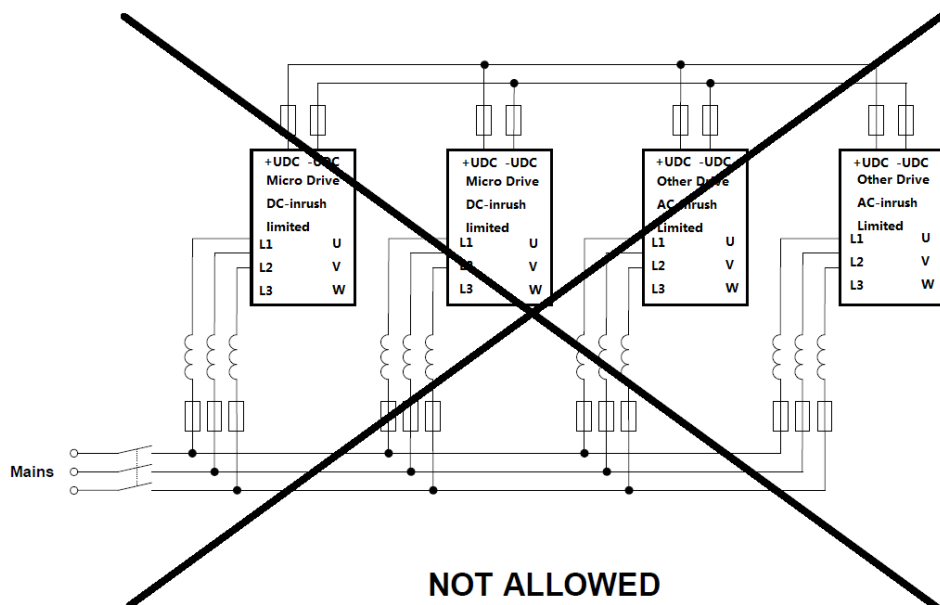 +UDC -UDC
Micro Drive
DC-inrush
limited
L1 U
L2 V
L3 W
+UDC -UDC
Micro Drive
DC-inrush
limited
L1 U
L2 V
L3 W
+UDC -UDC
Other Drive
AC-inrush
Limited
L1 U
L2 V
L3 W
+UDC -UDC
Other Drive
AC-inrush
Limited
L1 U
L2 V
L3 W
Mains
NOT ALLOWED